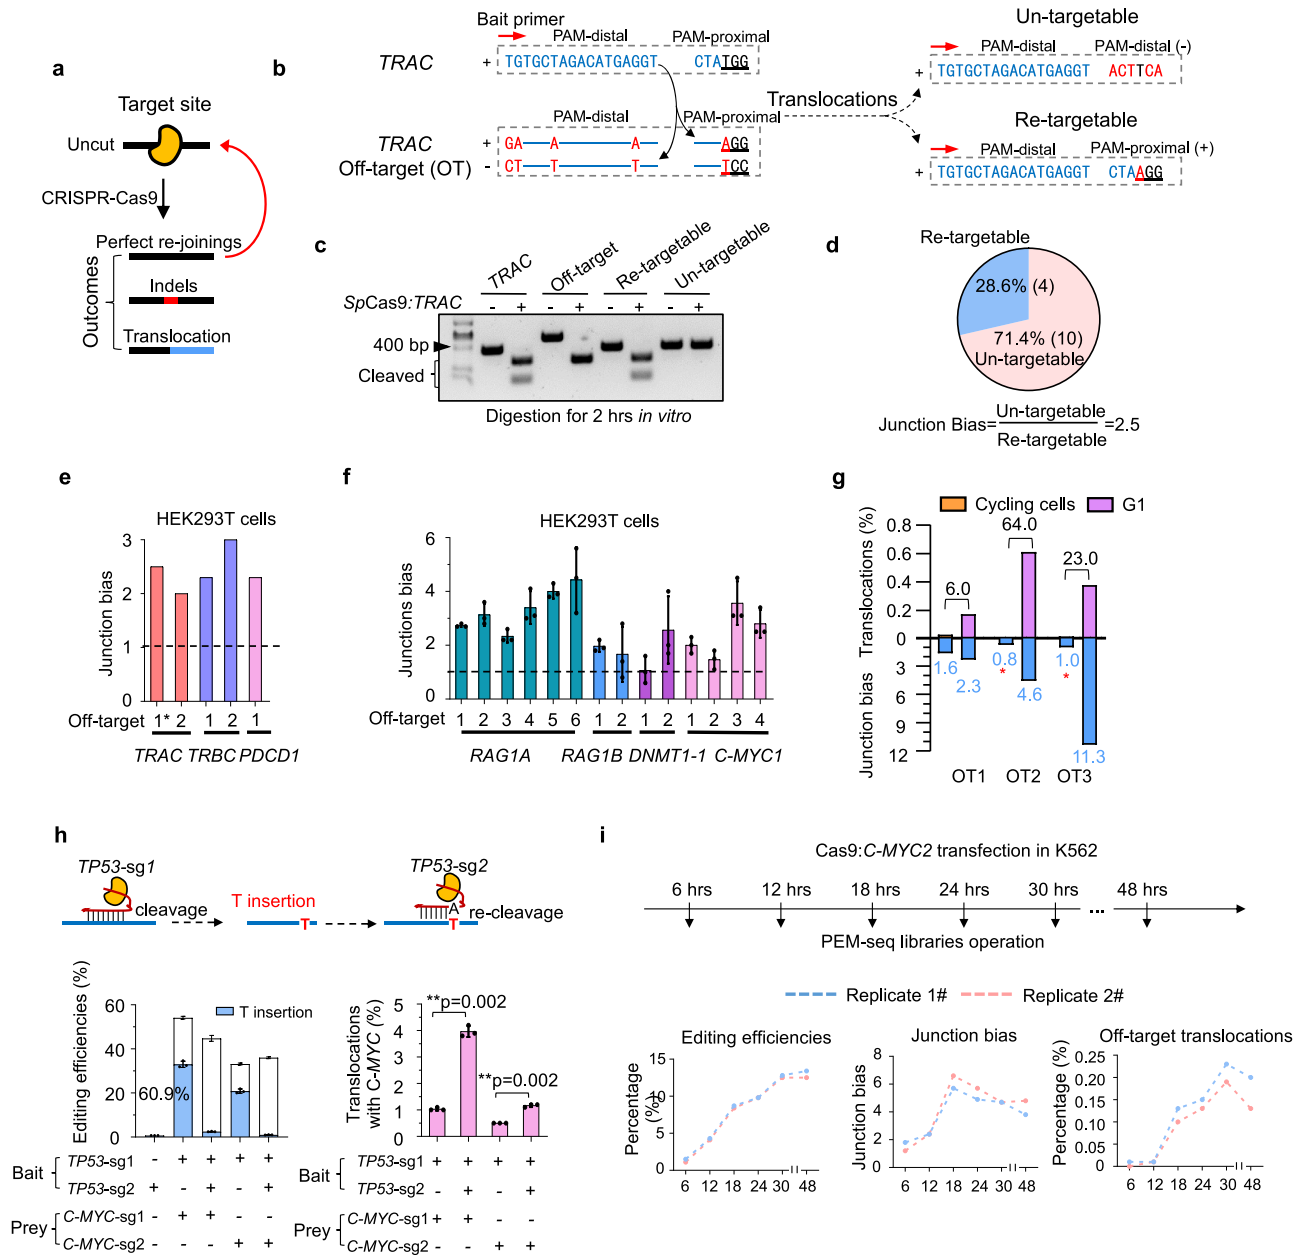 a
Target site
Uncut
CRISPR-Cas9
Perfect re-joinings
Indels
Translocation
Outcomes
b
Bait primer
PAM-distal PAM-proximal
TRAC + TGTGCTAGACATGAGGT CTATGG
PAM-distal PAM-proximal
TRAC + GA A A AGG
Off-target (OT) - CT T T TCC
Translocations
Un-targetable
PAM-distal PAM-distal (-)
+ TGTGCTAGACATGAGGT ACTTCA
Re-targetable
PAM-distal PAM-proximal (+)
+ TGTGCTAGACATGAGGT CTAAGG
c
TRAC Off-target Re-targetable Un-targetable
SpCas9:TRAC - + - + - + - +
400 bp
Cleaved
Digestion for 2 hrs in vitro
d
Re-targetable
28.6% (4)
71.4% (10)
Un-targetable
Junction Bias=Un-targetable
Re-targetable
=2.5
e
HEK293T cells
Junction bias
3
2
1
0
Off-target 1* 2 1 2 1
TRAC TRBC PDCD1
f
HEK293T cells
Junctions bias
6
4
2
0
Off-target 1 2 3 4 5 6 1 2 1 2 1 2 3 4
RAG1A RAG1B DNMT1-1 C-MYC1
g
Cycling cells G1
Translocations (%)
0.8
0.6
0.4
0.2
0
3
6
9
12
Junction bias
6.0
64.0
23.0
1.6
2.3
0.8
*
4.6
1.0
*
11.3
OT1 OT2 OT3
h
TP53-sg1
cleavage
T insertion
T
TP53-sg2
A
T
re-cleavage
Editing efficiencies (%)
60
40
20
0
T insertion
60.9%
Bait
TP53-sg1 - + + + +
TP53-sg2 + - + - +
Prey
C-MYC-sg1 - + + - -
C-MYC-sg2 - - - + +
Translocations
with C-MYC (%)
5
4
3
2
1
0
**p=0.002
**p=0.002
Bait
TP53-sg1 + + + +
TP53-sg2 - + - +
Prey
C-MYC-sg1 + + - -
C-MYC-sg2 - - + +
i
Cas9:C-MYC2 transfection in K562
6 hrs 12 hrs 18 hrs 24 hrs 30 hrs 48 hrs
...
PEM-seq libraries operation
Replicate 1# Replicate 2#
Editing efficiencies
Percentage
(%)
15
10
5
0
6 12 18 24 30 48
Junction bias
Junction bias
8
6
4
2
0
6 12 18 24 30 48
Off-target translocations
Percentage (%)
0.25
0.20
0.15
0.10
0.05
0
6 12 18 24 30 48